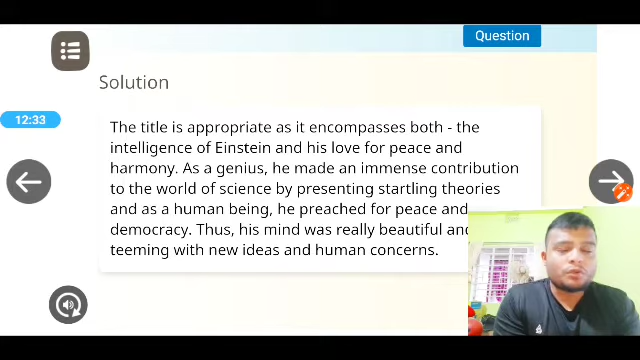 Question
Solution
12:33
The title is appropriate as it encompasses both - the
intelligence of Einstein and his love for peace and
harmony. As a genius, he made an immense contribution
to the world of science by presenting startling theories
and as a human being, he preached for peace and
democracy. Thus, his mind was really beautiful and
teeming with new ideas and human concerns.